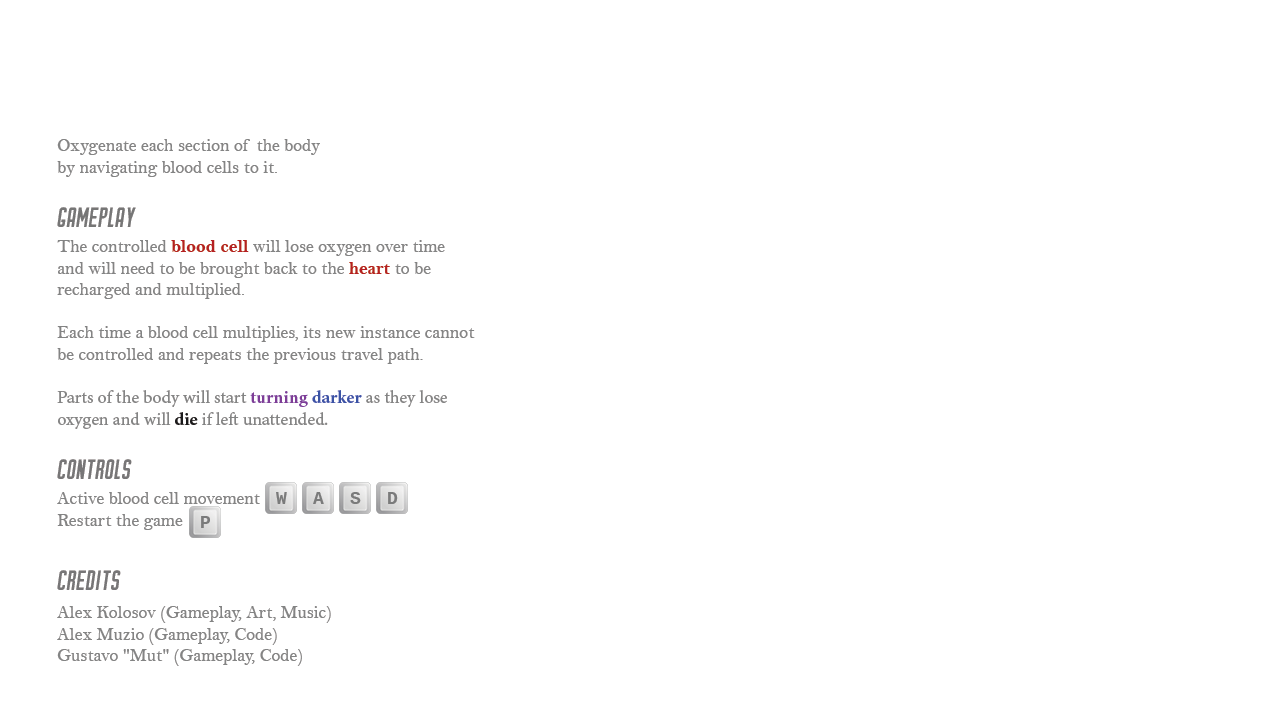 Oxygenate each section of the body
by navigating blood cells to it.
GAMEPLAY
The controlled blood cell will lose oxygen over time
and will need to be brought back to the heart to be
recharged and multiplied.
Each time a blood cell multiplies, its new instance cannot
be controlled and repeats the previous travel path.
Parts of the body will start turning darker as they lose
oxygen and will die if left unattended.
CONTROLS
Active blood cell movement W A S D
Restart the game P
CREDITS
Alex Kolosov (Gameplay, Art, Music)
Alex Muzio (Gameplay, Code)
Gustavo "Mut" (Gameplay, Code)